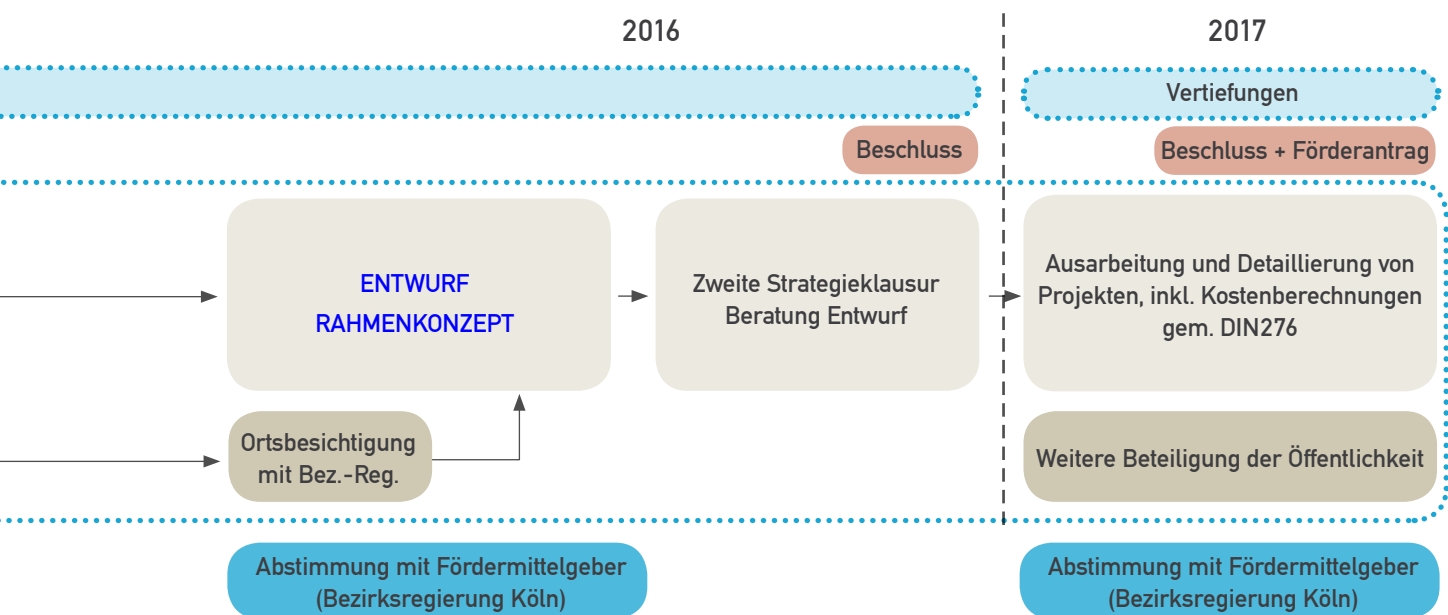 2016
2017
Vertiefungen
Beschluss
Beschluss + Förderantrag
ENTWURF
RAHMENKONZEPT
Zweite Strategieklausur
Beratung Entwurf
Ausarbeitung und Detaillierung von
Projekten, inkl. Kostenberechnungen
gem. DIN276
Ortsbesichtigung
mit Bez.-Reg.
Weitere Beteiligung der Öffentlichkeit
Abstimmung mit Fördermittelgeber
(Bezirksregierung Köln)
Abstimmung mit Fördermittelgeber
(Bezirksregierung Köln)